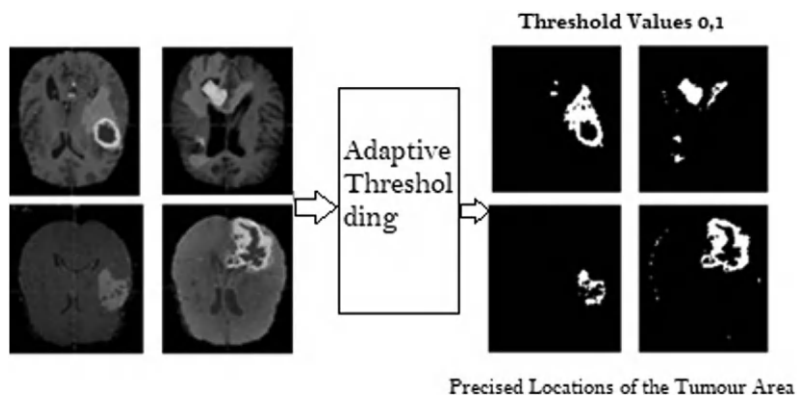 Threshold Values 0,1
Adaptive
Threshol
ding
Precised Locations of the Tumour Area